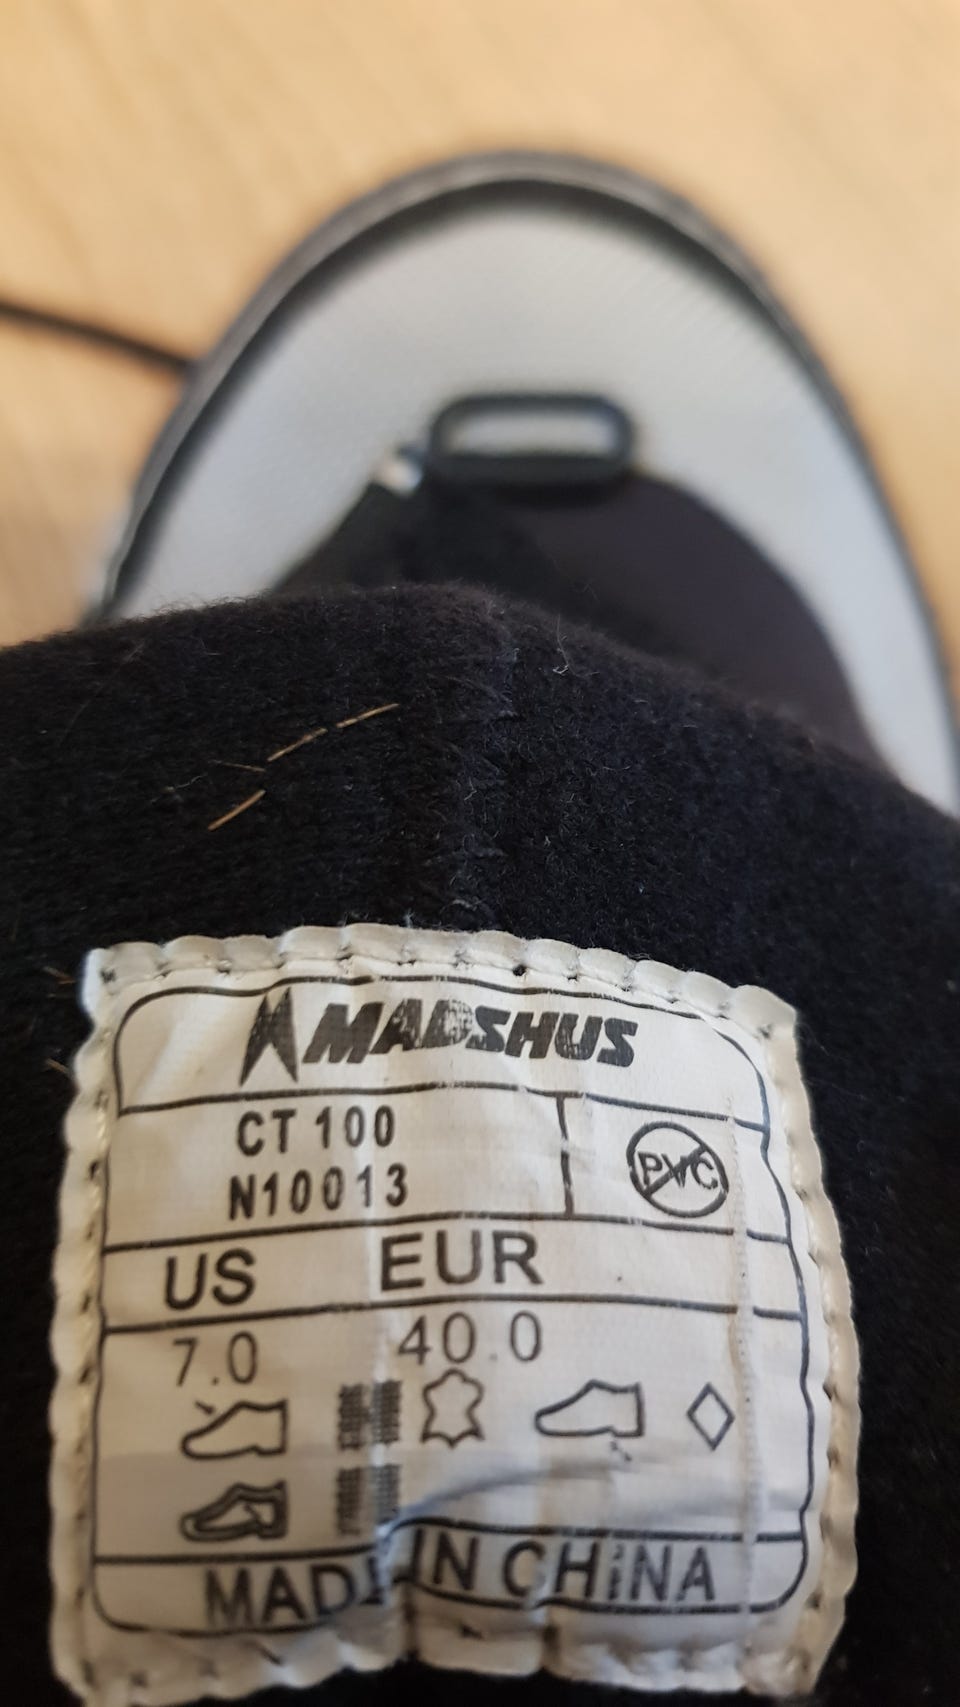 MADSHUS
CT 100
N10013
PVC
US EUR
7.0 40.0
MADE IN CHiNA